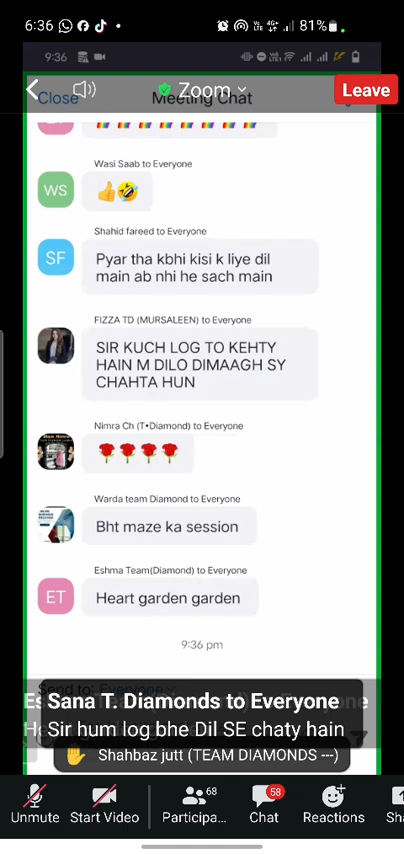 6:36 81%
9:36
Close Zoom Leave
Meeting Chat
Wasi Saab to Everyone
WS
👍🤣
Shahid fareed to Everyone
SF
Pyar tha kbhi kisi k liye dil
main ab nhi he sach main
FIZZA TD (MURSALEEN) to Everyone
SIR KUCH LOG TO KEHTY
HAIN M DILO DIMAAGH SY
CHAHTA HUN
Nimra Ch (T•Diamond) to Everyone
🌹🌹🌹🌹
Warda team Diamond to Everyone
Bht maze ka session
Eshma Team(Diamond) to Everyone
ET
Heart garden garden
9:36 pm
Send to: Everyone
Sana T. Diamonds to Everyone
Sir hum log bhe Dil SE chaty hain
Shahbaz jutt (TEAM DIAMONDS ---)
68
58
Unmute Start Video Participa... Chat Reactions Sha